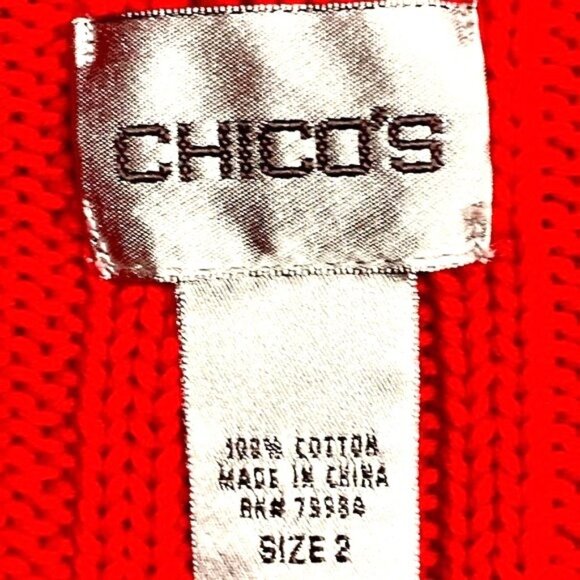 CHICO'S
100% COTTON
MADE IN CHINA
RN# 79984
SIZE 2